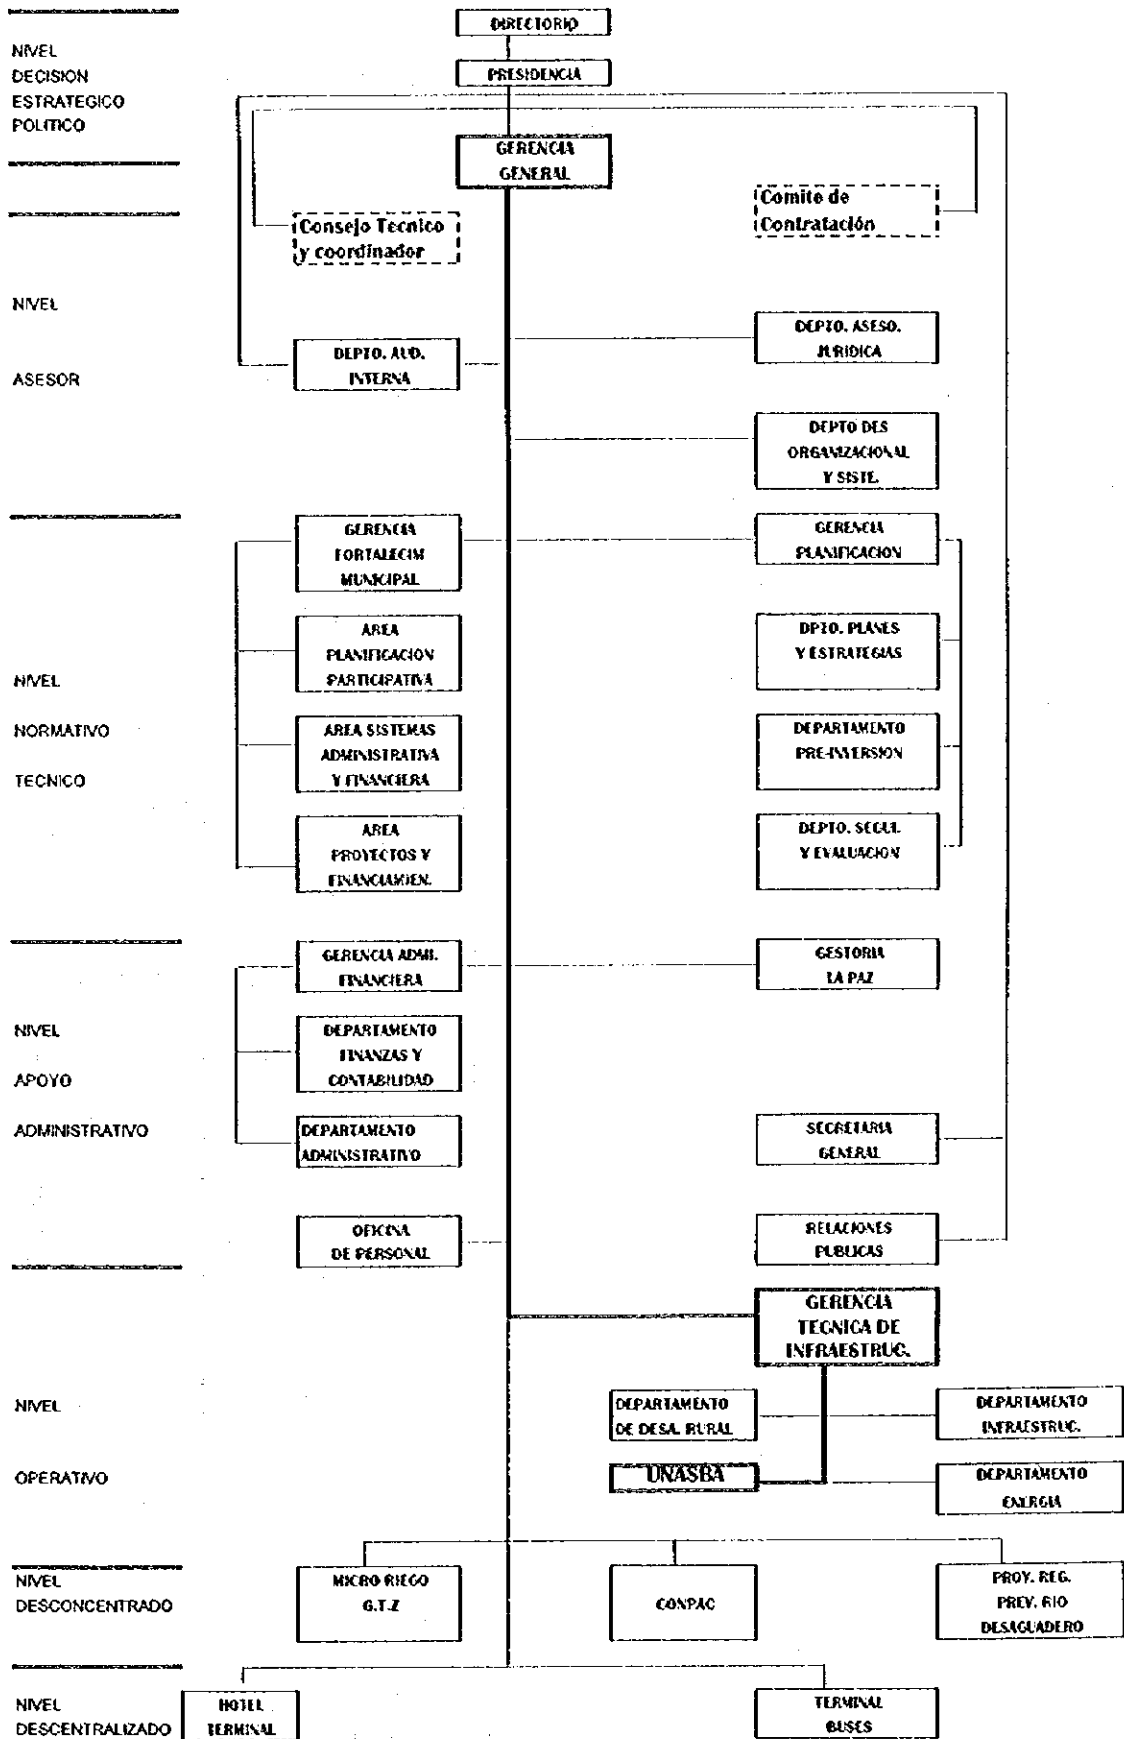 DIRECTORIO
NIVEL
DECISION
ESTRATEGICO
POLITICO
PRESIDENCIA
GERENCIA
GENERAL
Consejo Tecnico
y coordinador
Comite de
Contratación
NIVEL
ASESOR
DEPTO. AUD.
INTERNA
DEPTO. ASESO.
JURIDICA
DEPTO DES
ORGANIZACIONAL
Y SISTE.
NIVEL
NORMATIVO
TECNICO
GERENCIA
FORTALECIM
MUNICIPAL
GERENCIA
PLANIFICACION
AREA
PLANIFICACION
PARTICIPATIVA
DPTO. PLANES
Y ESTRATEGIAS
AREA SISTEMAS
ADMINISTRATIVA
Y FINANCIERA
DEPARTAMENTO
PRE-INVERSION
AREA
PROYECTOS Y
FINANCIAMIEN.
DEPTO. SEGUI.
Y EVALUACION
NIVEL
APOYO
ADMINISTRATIVO
GERENCIA ADMI.
FINANCIERA
GESTORIA
LA PAZ
DEPARTAMENTO
FINANZAS Y
CONTABILIDAD
DEPARTAMENTO
ADMINISTRATIVO
SECRETARIA
GENERAL
OFICINA
DE PERSONAL
RELACIONES
PUBLICAS
NIVEL
OPERATIVO
GERENCIA
TECNICA DE
INFRAESTRUC.
DEPARTAMENTO
DE DESA. RURAL
DEPARTAMENTO
INFRAESTRUC.
UNASBA
DEPARTAMENTO
ENERGIA
NIVEL
DESCONCENTRADO
MICRO RIEGO
G.T.Z
CONPAC
PROY. REG.
PREV. RIO
DESAGUADERO
NIVEL
DESCENTRALIZADO
HOTEL
TERMINAL
TERMINAL
BUSES